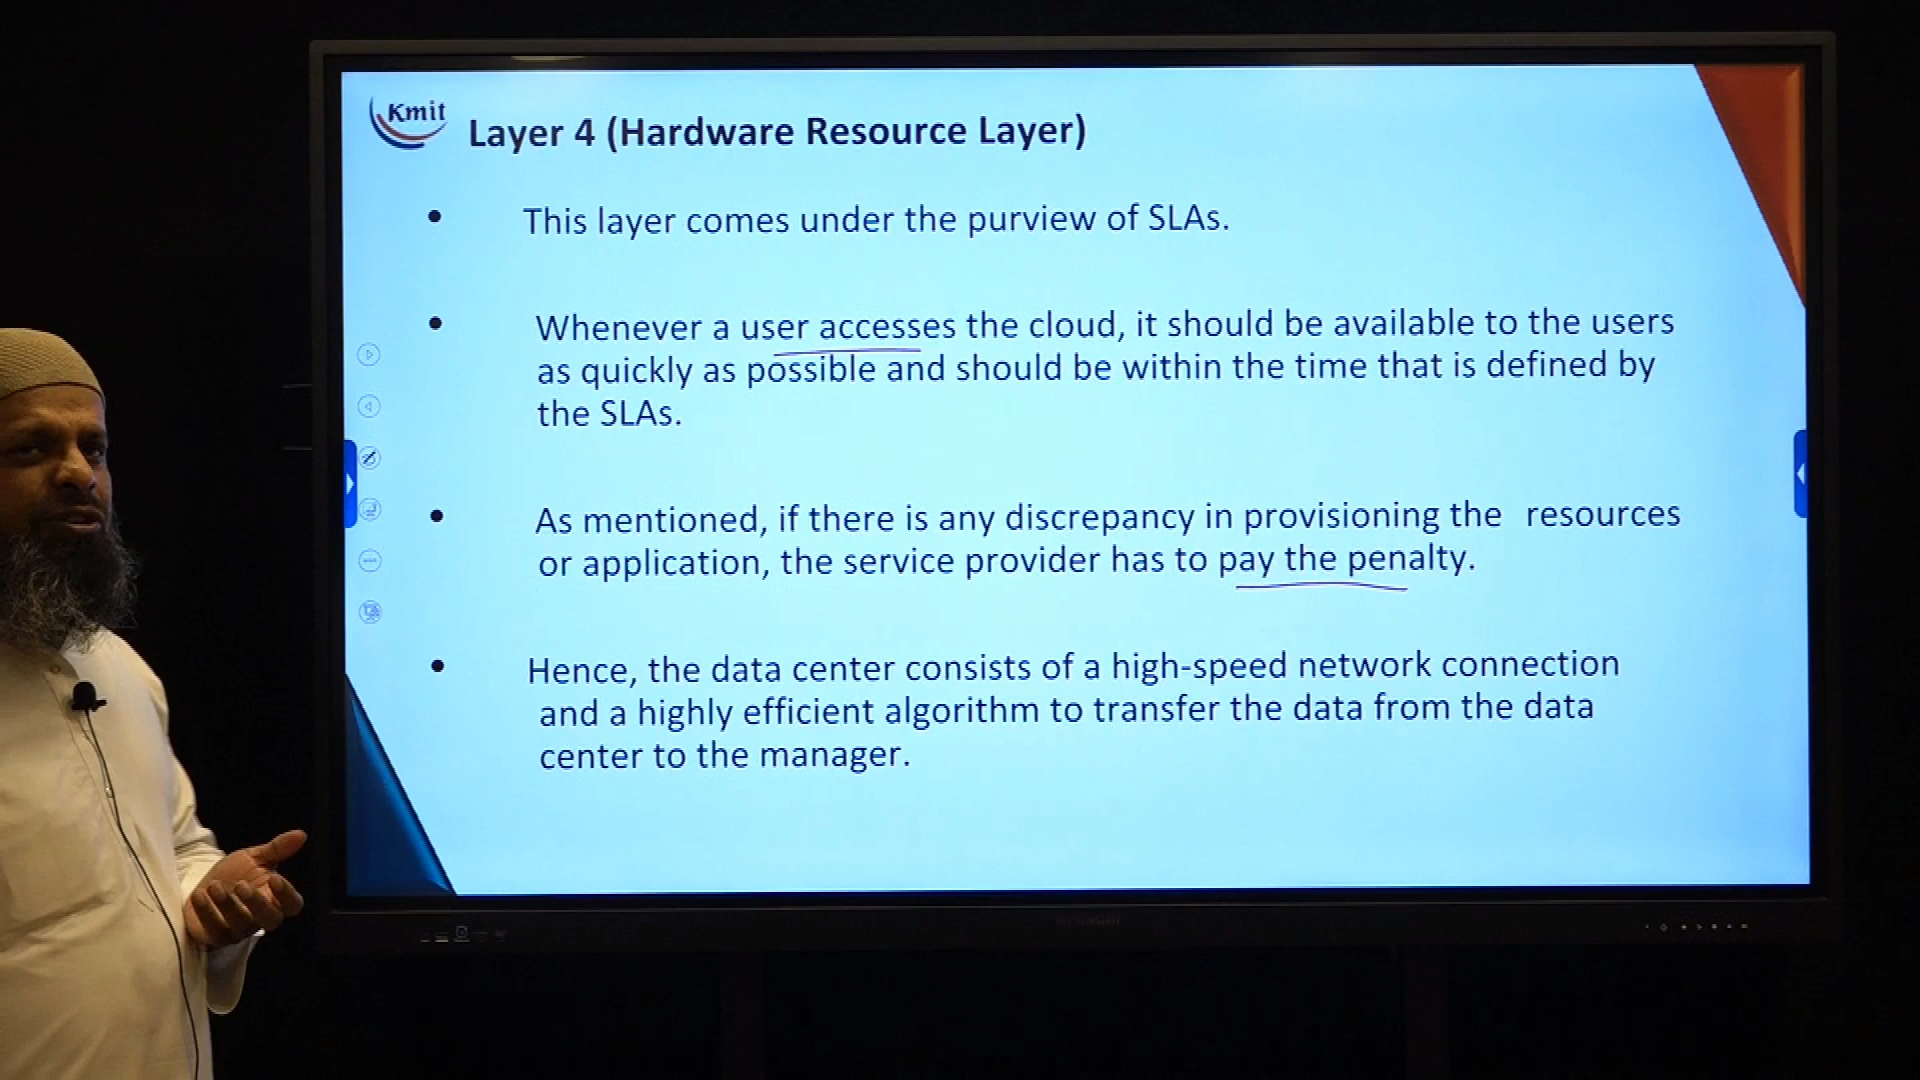 Kmit
Layer 4 (Hardware Resource Layer)
• This layer comes under the purview of SLAs.
• Whenever a user accesses the cloud, it should be available to the users
as quickly as possible and should be within the time that is defined by
the SLAs.
• As mentioned, if there is any discrepancy in provisioning the resources
or application, the service provider has to pay the penalty.
• Hence, the data center consists of a high-speed network connection
and a highly efficient algorithm to transfer the data from the data
center to the manager.